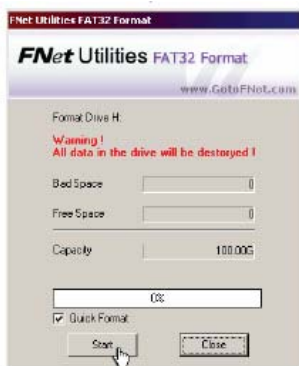 FNet Utilities FAT32 Format
FNet Utilities FAT32 Format
www.GotoFNet.com
Format Drive H:
Warning !
All data in the drive will be destoryed !
Bad Space 0
Free Space 0
Capacity 100.00G
0%
Quick Format
Start Close